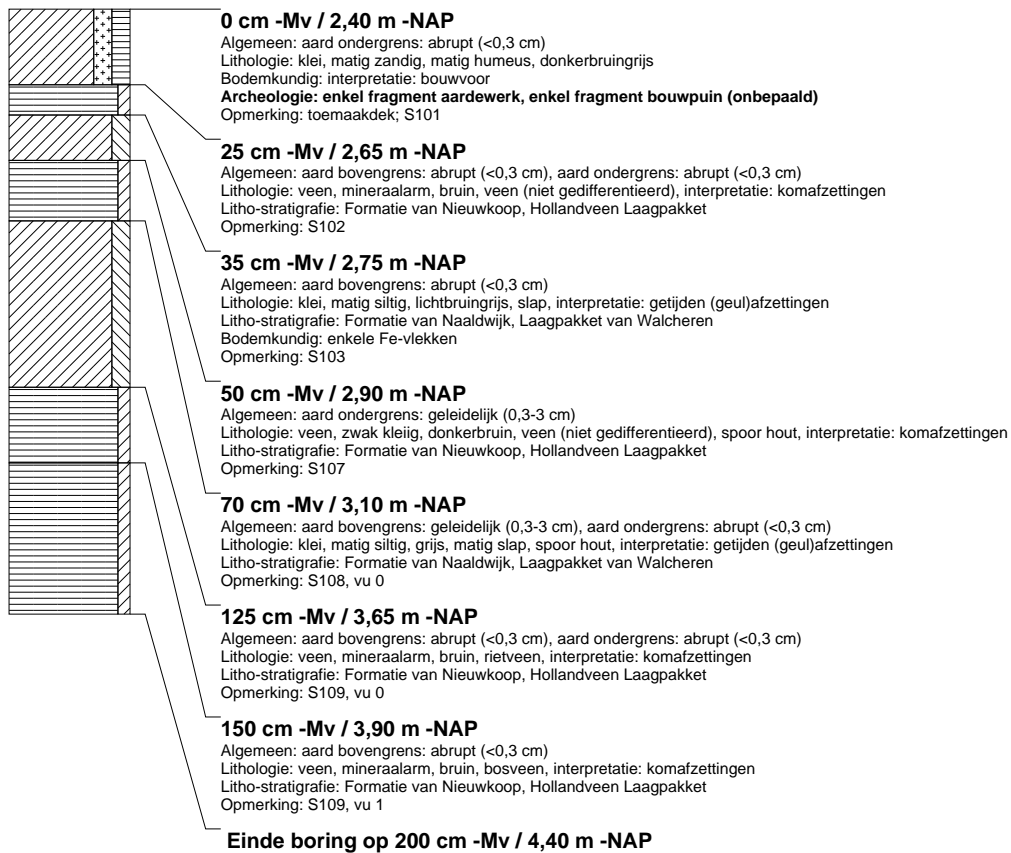 0 cm -Mv / 2,40 m -NAP
Algemeen: aard ondergrens: abrupt (<0,3 cm)
Lithologie: klei, matig zandig, matig humeus, donkerbruingrijs
Bodemkundig: interpretatie: bouwvoor
Archeologie: enkel fragment aardewerk, enkel fragment bouwpuin (onbepaald)
Opmerking: toemaakdek; S101
25 cm -Mv / 2,65 m -NAP
Algemeen: aard bovengrens: abrupt (<0,3 cm), aard ondergrens: abrupt (<0,3 cm)
Lithologie: veen, mineraalarm, bruin, veen (niet gedifferentieerd), interpretatie: komafzettingen
Litho-stratigrafie: Formatie van Nieuwkoop, Hollandveen Laagpakket
Opmerking: S102
35 cm -Mv / 2,75 m -NAP
Algemeen: aard bovengrens: abrupt (<0,3 cm)
Lithologie: klei, matig siltig, lichtbruingrijs, slap, interpretatie: getijden (geul)afzettingen
Litho-stratigrafie: Formatie van Naaldwijk, Laagpakket van Walcheren
Bodemkundig: enkele Fe-vlekken
Opmerking: S103
50 cm -Mv / 2,90 m -NAP
Algemeen: aard ondergrens: geleidelijk (0,3-3 cm)
Lithologie: veen, zwak kleiig, donkerbruin, veen (niet gedifferentieerd), spoor hout, interpretatie: komafzettingen
Litho-stratigrafie: Formatie van Nieuwkoop, Hollandveen Laagpakket
Opmerking: S107
70 cm -Mv / 3,10 m -NAP
Algemeen: aard bovengrens: geleidelijk (0,3-3 cm), aard ondergrens: abrupt (<0,3 cm)
Lithologie: klei, matig siltig, grijs, matig slap, spoor hout, interpretatie: getijden (geul)afzettingen
Litho-stratigrafie: Formatie van Naaldwijk, Laagpakket van Walcheren
Opmerking: S108, vu 0
125 cm -Mv / 3,65 m -NAP
Algemeen: aard bovengrens: abrupt (<0,3 cm), aard ondergrens: abrupt (<0,3 cm)
Lithologie: veen, mineraalarm, bruin, rietveen, interpretatie: komafzettingen
Litho-stratigrafie: Formatie van Nieuwkoop, Hollandveen Laagpakket
Opmerking: S109, vu 0
150 cm -Mv / 3,90 m -NAP
Algemeen: aard bovengrens: abrupt (<0,3 cm)
Lithologie: veen, mineraalarm, bruin, bosveen, interpretatie: komafzettingen
Litho-stratigrafie: Formatie van Nieuwkoop, Hollandveen Laagpakket
Opmerking: S109, vu 1
Einde boring op 200 cm -Mv / 4,40 m -NAP